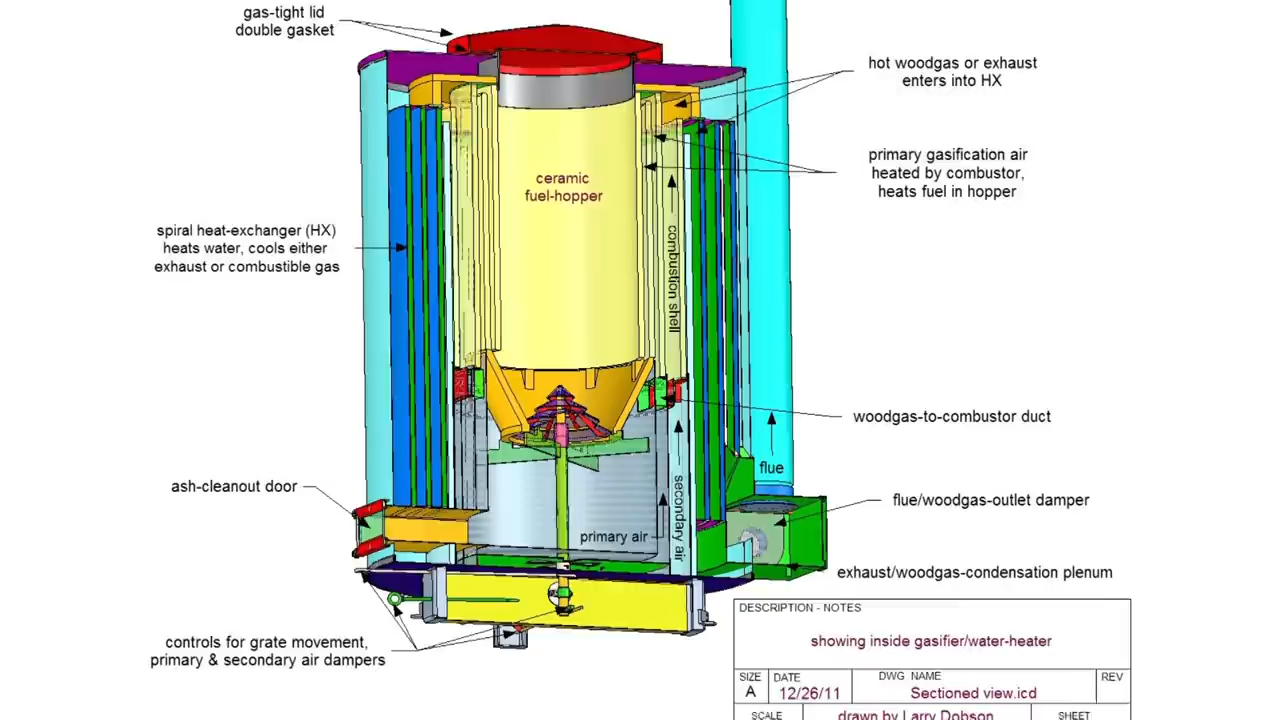 gas-tight lid
double gasket
hot woodgas or exhaust
enters into HX
primary gasification air
heated by combustor,
heats fuel in hopper
ceramic
fuel-hopper
combustion shell
spiral heat-exchanger (HX)
heats water, cools either
exhaust or combustible gas
woodgas-to-combustor duct
flue
ash-cleanout door
secondary air
flue/woodgas-outlet damper
primary air
exhaust/woodgas-condensation plenum
controls for grate movement,
primary & secondary air dampers
DESCRIPTION - NOTES
showing inside gasifier/water-heater
SIZE
A
DATE
12/26/11
DWG NAME
Sectioned view.icd
REV
SCALE
drawn by Larry Dobson
SHEET